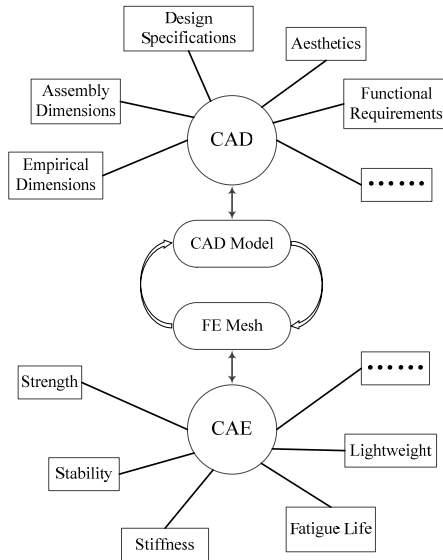 Design
Specifications
Aesthetics
Assembly
Dimensions
Functional
Requirements
CAD
Empirical
Dimensions
••••••
CAD Model
FE Mesh
••••••
Strength
CAE
Lightweight
Stability
Fatigue Life
Stiffness